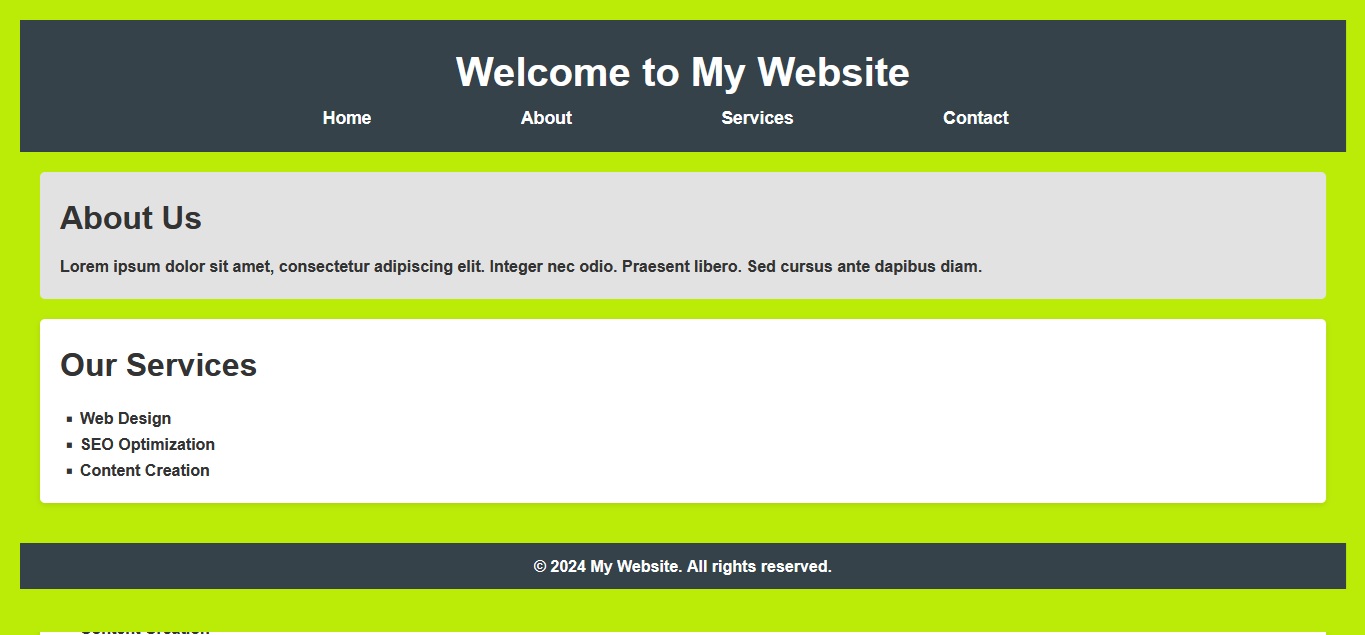 Welcome to My Website
Home About Services Contact
About Us
Lorem ipsum dolor sit amet, consectetur adipiscing elit. Integer nec odio. Praesent libero. Sed cursus ante dapibus diam.
Our Services
Web Design
SEO Optimization
Content Creation
© 2024 My Website. All rights reserved.
Content Creation